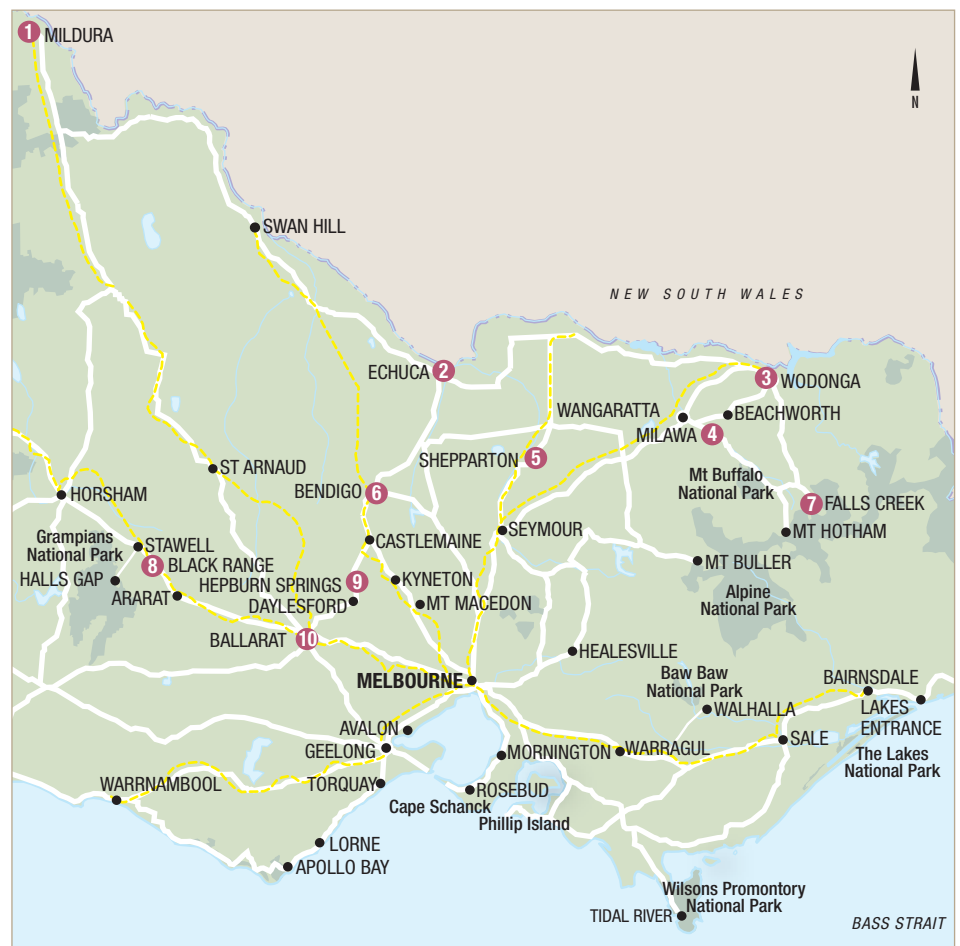 1 MILDURA
N
SWAN HILL
NEW SOUTH WALES
ECHUCA 2
3 WODONGA
WANGARATTA
BEACHWORTH
MILAWA 4
SHEPPARTON 5
ST ARNAUD
Mt Buffalo
National Park
BENDIGO 6
HORSHAM
7 FALLS CREEK
SEYMOUR
MT HOTHAM
Grampians
National Park
STAWELL
CASTLEMAINE
8 BLACK RANGE
MT BULLER
HALLS GAP
HEPBURN SPRINGS 9
KYNETON
ARARAT
DAYLESFORD
MT MACEDON
Alpine
National Park
BALLARAT 10
HEALESVILLE
MELBOURNE
Baw Baw
National Park
BAIRNSDALE
WALHALLA
LAKES
ENTRANCE
AVALON
GEELONG
MORNINGTON
WARRAGUL
SALE
The Lakes
National Park
WARRNAMBOOL
TORQUAY
ROSEBUD
Cape Schanck
Phillip Island
LORNE
APOLLO BAY
Wilsons Promontory
National Park
TIDAL RIVER
BASS STRAIT